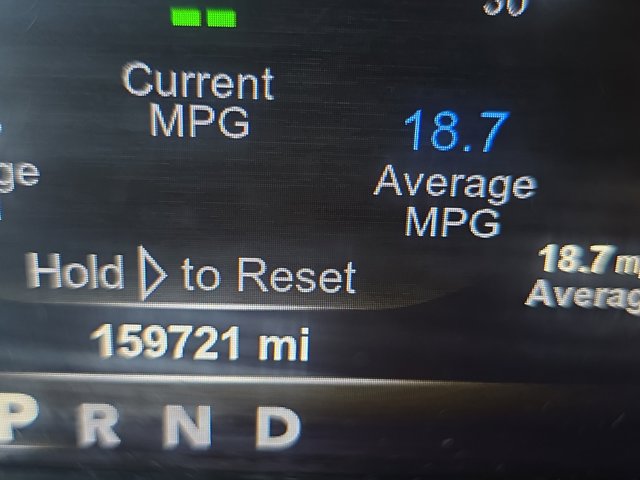 Current
MPG
18.7
Average
MPG
Hold ▷ to Reset
18.7
159721 mi
P R N D